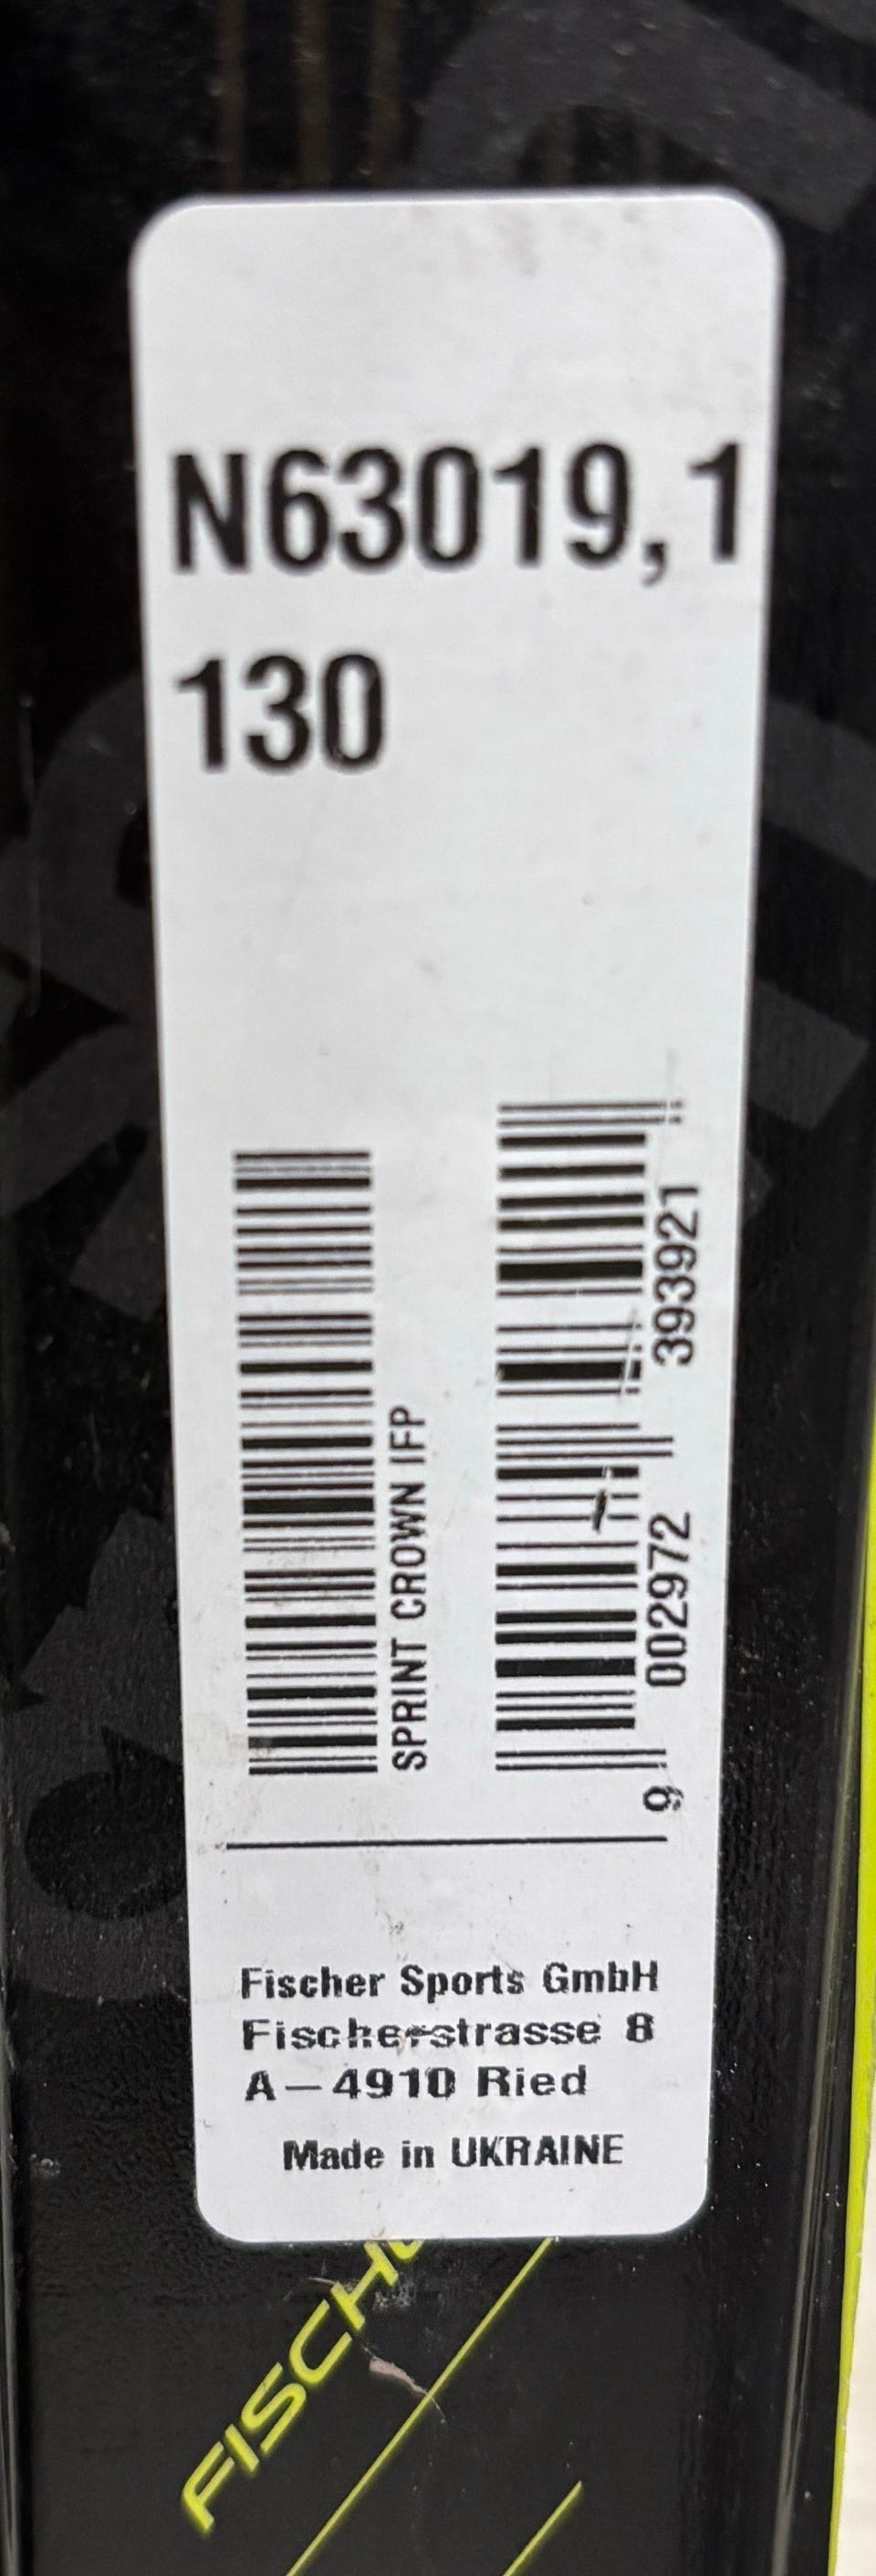 N63019,1
130
SPRINT CROWN IFP
9 002972 393921
Fischer Sports GmbH
Fischerstrasse 8
A–4910 Ried
Made in UKRAINE
FISCHE